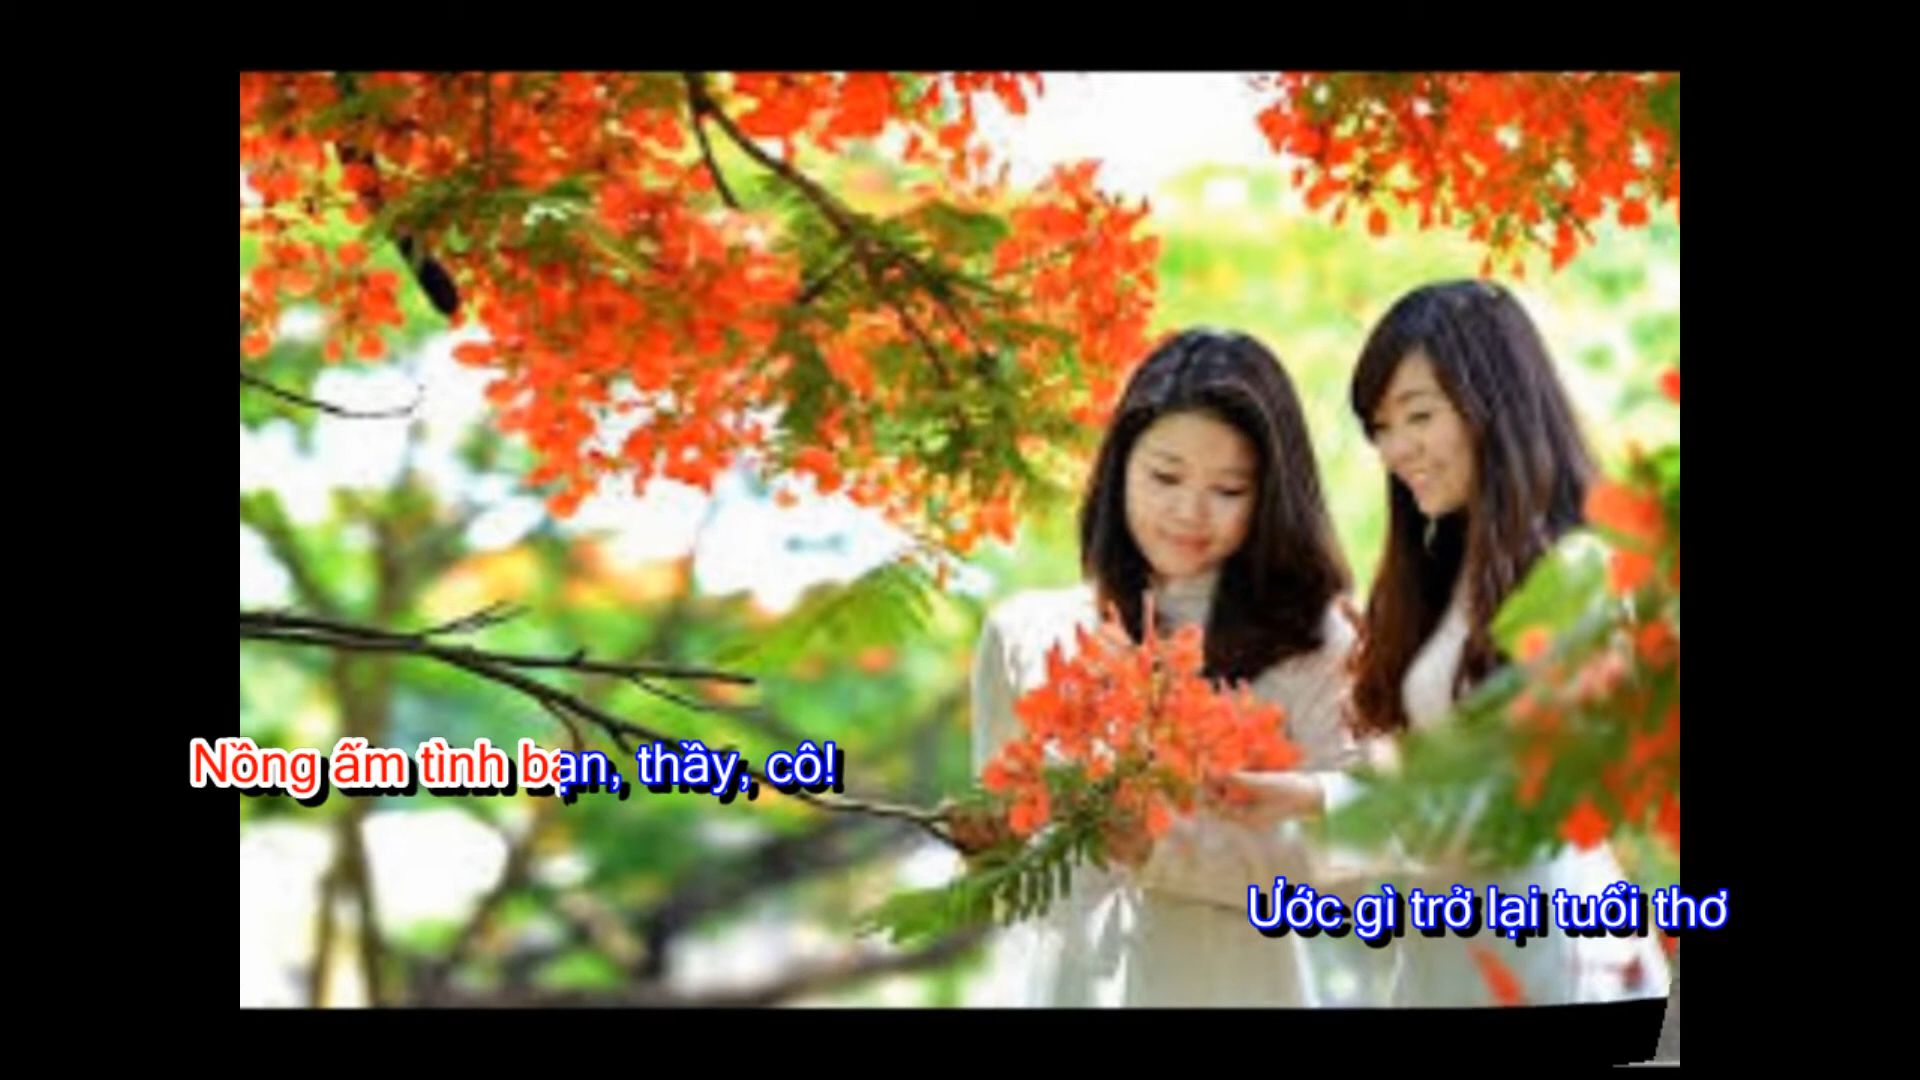 Nồng ấm tình bạn, thầy, cô!
Ước gì trở lại tuổi thơ